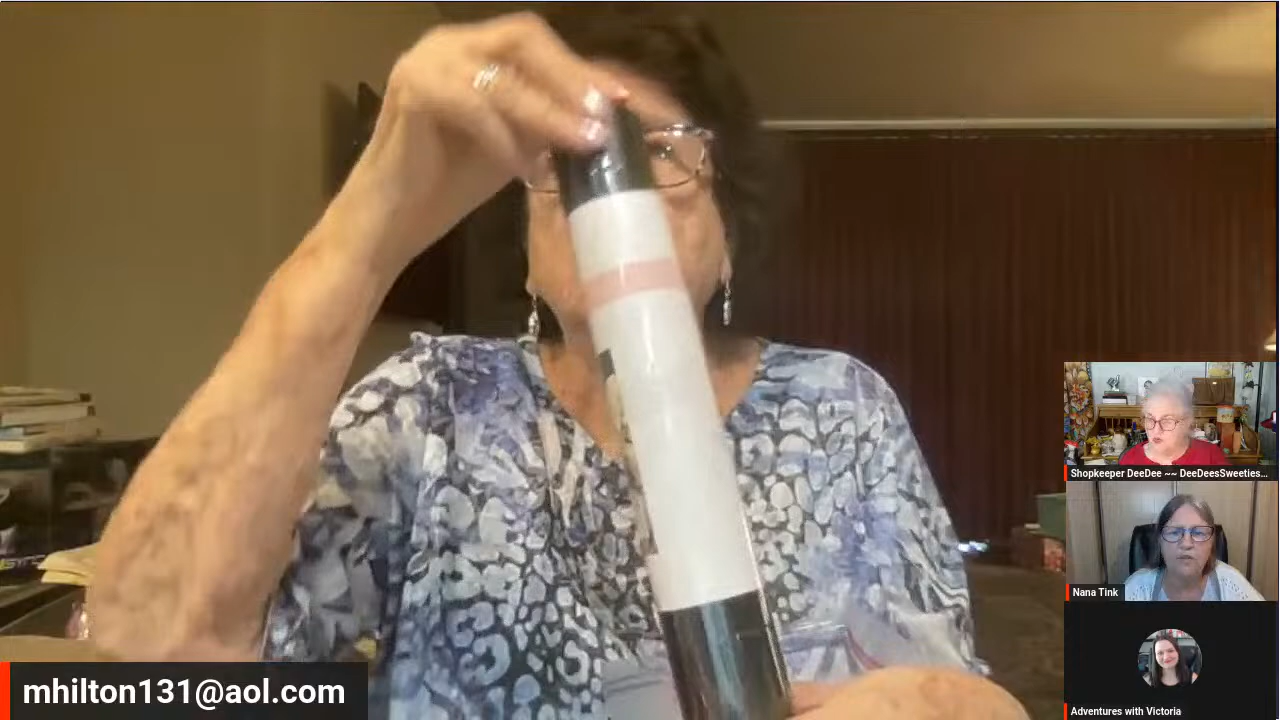 mhilton131@aol.com
Shopkeeper DeeDee ~~ DeeDeesSweeties...
Nana Tink
Adventures with Victoria